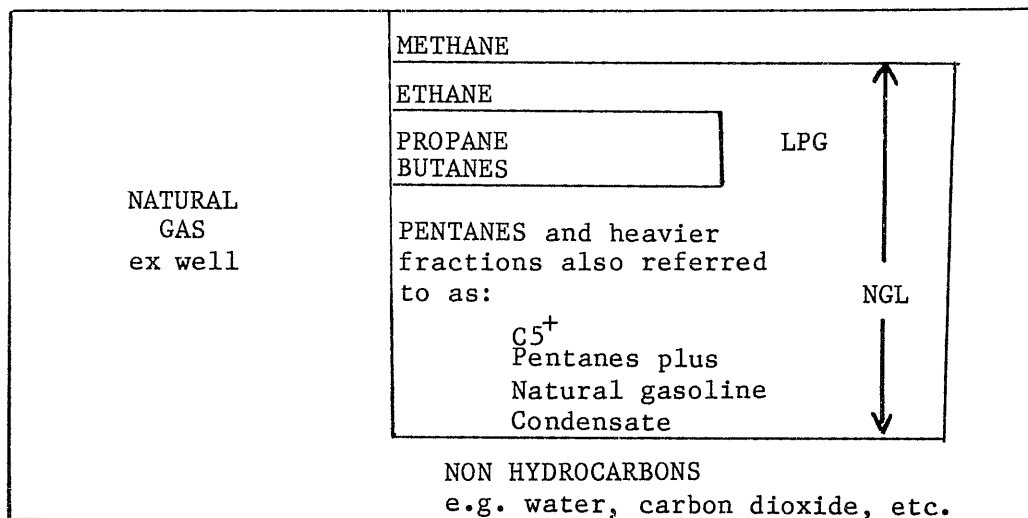 METHANE
ETHANE
PROPANE
BUTANES
LPG
NATURAL
GAS
ex well
PENTANES and heavier
fractions also referred
to as:
C5+
Pentanes plus
Natural gasoline
Condensate
NGL
NON HYDROCARBONS
e.g. water, carbon dioxide, etc.